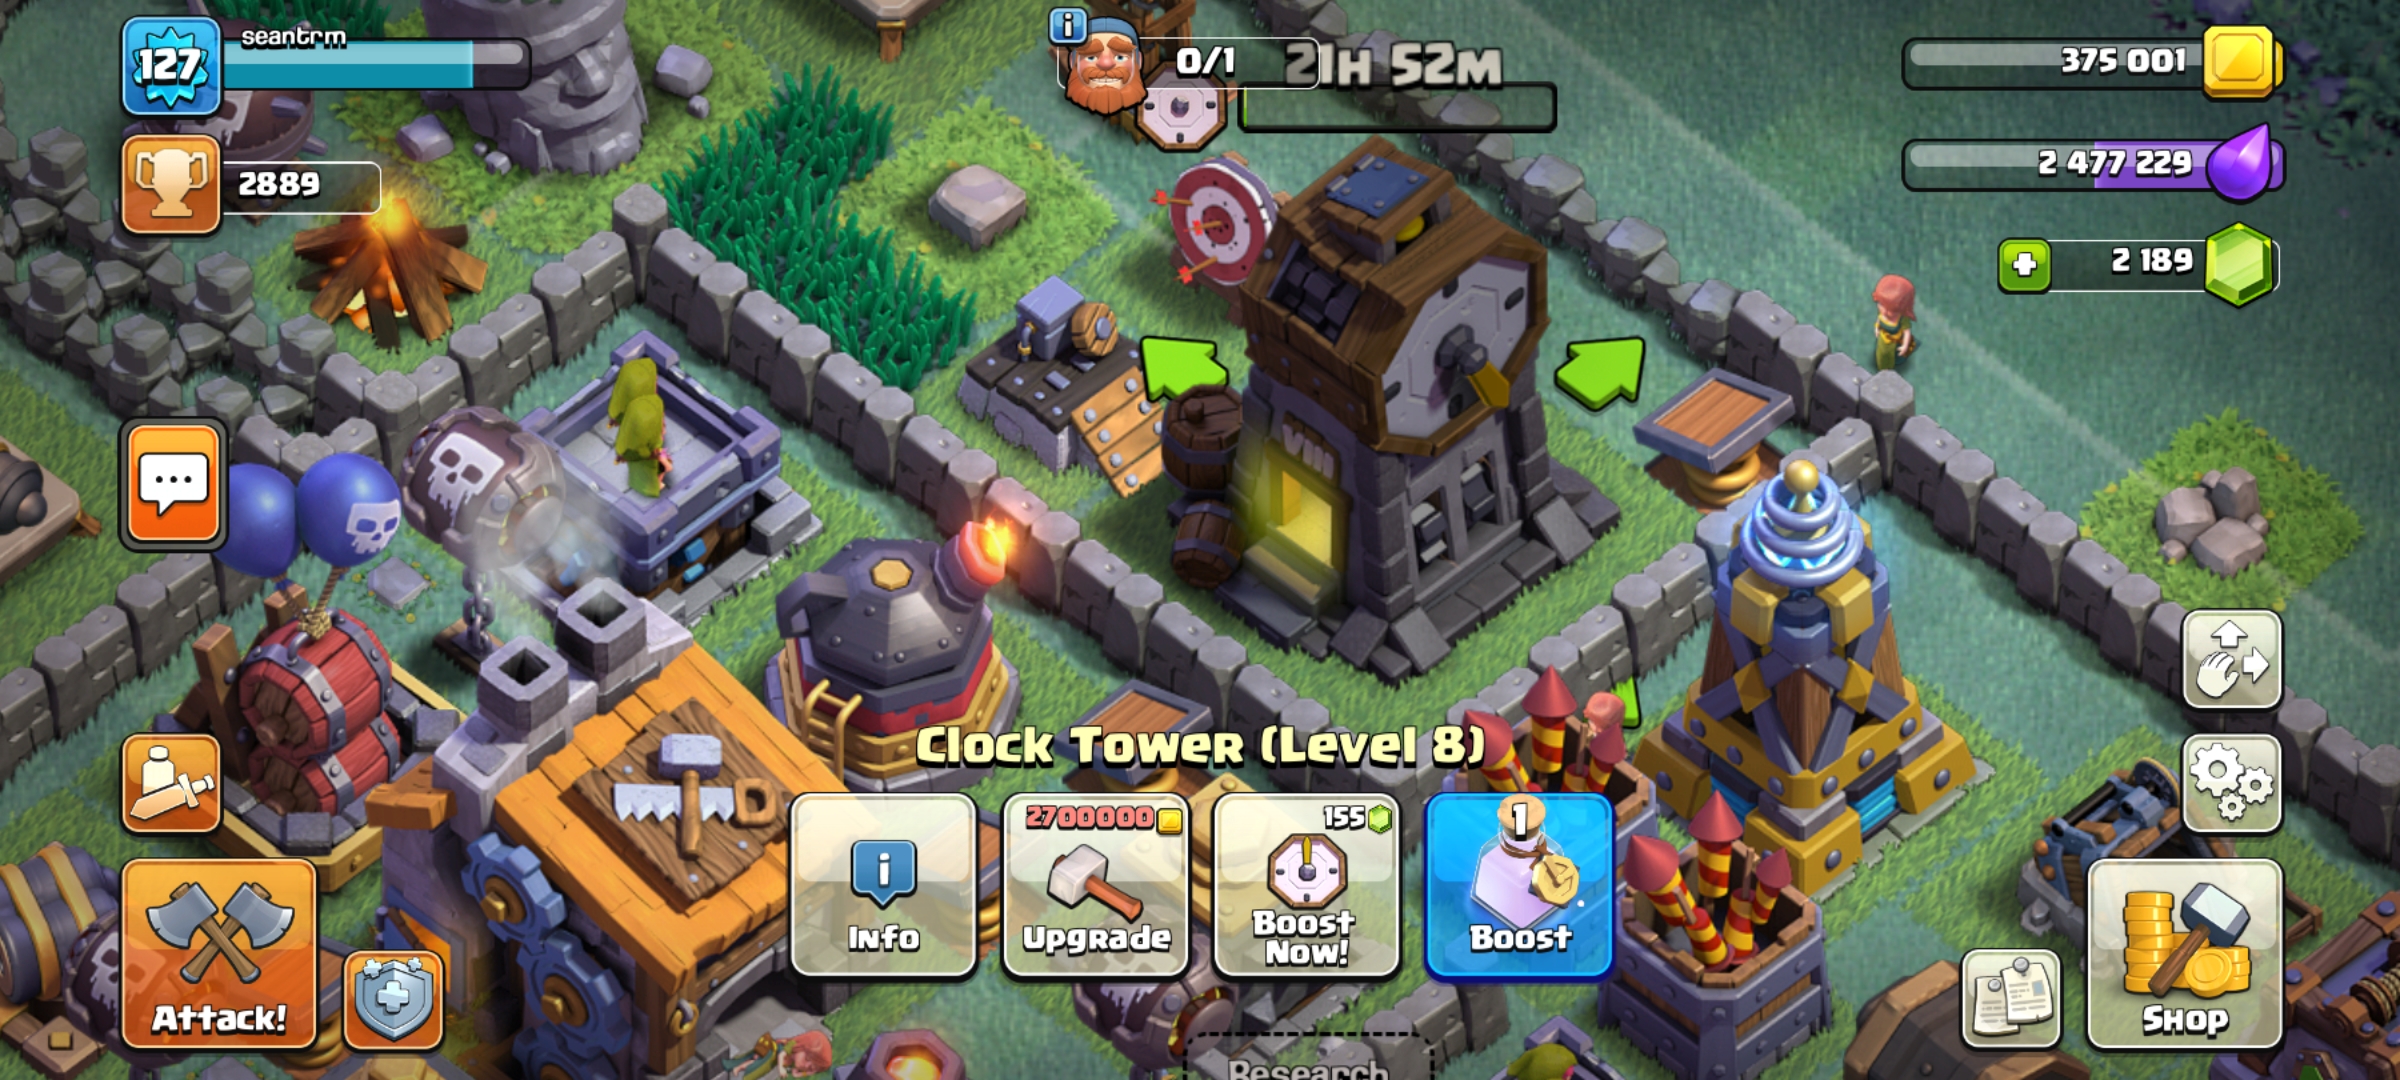 127
seantrm
i
0/1
21H 52M
375 001
2889
2 477 229
2 189
VIII
Clock Tower (Level 8)
2700000
155
1
i
Info
Upgrade
Boost
Now!
Boost
Attack!
Shop
Research